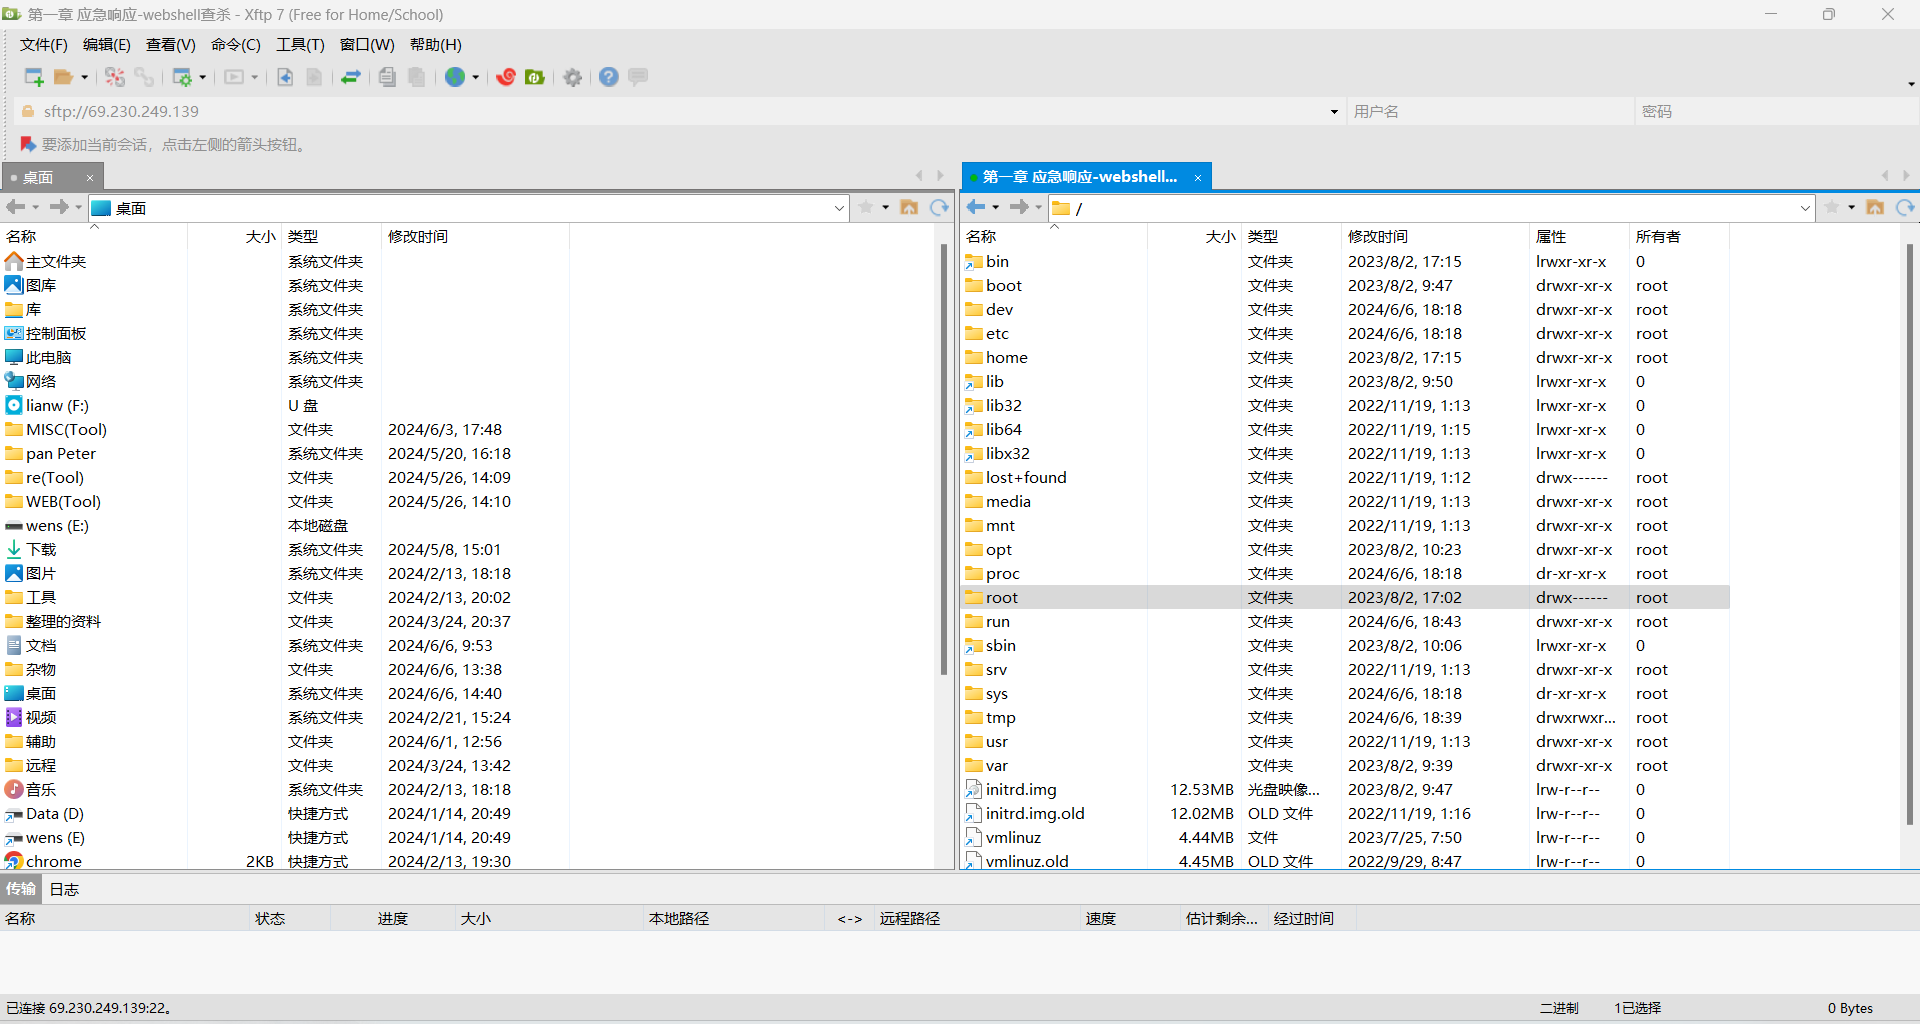 第一章 应急响应-webshell查杀 - Xftp 7 (Free for Home/School)
文件(F) 编辑(E) 查看(V) 命令(C) 工具(T) 窗口(W) 帮助(H)
sftp://69.230.249.139 用户名 密码
要添加当前会话，点击左侧的箭头按钮。
桌面 ×
桌面
名称 大小 类型 修改时间
主文件夹 系统文件夹
图库 系统文件夹
库 系统文件夹
控制面板 系统文件夹
此电脑 系统文件夹
网络 系统文件夹
lianw (F:) U 盘
MISC(Tool) 文件夹 2024/6/3, 17:48
pan Peter 系统文件夹 2024/5/20, 16:18
re(Tool) 文件夹 2024/5/26, 14:09
WEB(Tool) 文件夹 2024/5/26, 14:10
wens (E:) 本地磁盘
下载 系统文件夹 2024/5/8, 15:01
图片 系统文件夹 2024/2/13, 18:18
工具 文件夹 2024/2/13, 20:02
整理的资料 文件夹 2024/3/24, 20:37
文档 系统文件夹 2024/6/6, 9:53
杂物 文件夹 2024/6/6, 13:38
桌面 系统文件夹 2024/6/6, 14:40
视频 系统文件夹 2024/2/21, 15:24
辅助 文件夹 2024/6/1, 12:56
远程 文件夹 2024/3/24, 13:42
音乐 系统文件夹 2024/2/13, 18:18
Data (D) 快捷方式 2024/1/14, 20:49
wens (E) 快捷方式 2024/1/14, 20:49
chrome 2KB 快捷方式 2024/2/13, 19:30
第一章 应急响应-webshell... ×
/
名称 大小 类型 修改时间 属性 所有者
bin 文件夹 2023/8/2, 17:15 lrwxr-xr-x 0
boot 文件夹 2023/8/2, 9:47 drwxr-xr-x root
dev 文件夹 2024/6/6, 18:18 drwxr-xr-x root
etc 文件夹 2024/6/6, 18:18 drwxr-xr-x root
home 文件夹 2023/8/2, 17:15 drwxr-xr-x root
lib 文件夹 2023/8/2, 9:50 lrwxr-xr-x 0
lib32 文件夹 2022/11/19, 1:13 lrwxr-xr-x 0
lib64 文件夹 2022/11/19, 1:15 lrwxr-xr-x 0
libx32 文件夹 2022/11/19, 1:13 lrwxr-xr-x 0
lost+found 文件夹 2022/11/19, 1:12 drwx------ root
media 文件夹 2022/11/19, 1:13 drwxr-xr-x root
mnt 文件夹 2022/11/19, 1:13 drwxr-xr-x root
opt 文件夹 2023/8/2, 10:23 drwxr-xr-x root
proc 文件夹 2024/6/6, 18:18 dr-xr-xr-x root
root 文件夹 2023/8/2, 17:02 drwx------ root
run 文件夹 2024/6/6, 18:43 drwxr-xr-x root
sbin 文件夹 2023/8/2, 10:06 lrwxr-xr-x 0
srv 文件夹 2022/11/19, 1:13 drwxr-xr-x root
sys 文件夹 2024/6/6, 18:18 dr-xr-xr-x root
tmp 文件夹 2024/6/6, 18:39 drwxrwxr... root
usr 文件夹 2022/11/19, 1:13 drwxr-xr-x root
var 文件夹 2023/8/2, 9:39 drwxr-xr-x root
initrd.img 12.53MB 光盘映像... 2023/8/2, 9:47 lrw-r--r-- 0
initrd.img.old 12.02MB OLD 文件 2022/11/19, 1:16 lrw-r--r-- 0
vmlinuz 4.44MB 文件 2023/7/25, 7:50 lrw-r--r-- 0
vmlinuz.old 4.45MB OLD 文件 2022/9/29, 8:47 lrw-r--r-- 0
传输 日志
名称 状态 进度 大小 本地路径 <-> 远程路径 速度 估计剩余... 经过时间
已连接 69.230.249.139:22。 二进制 1已选择 0 Bytes